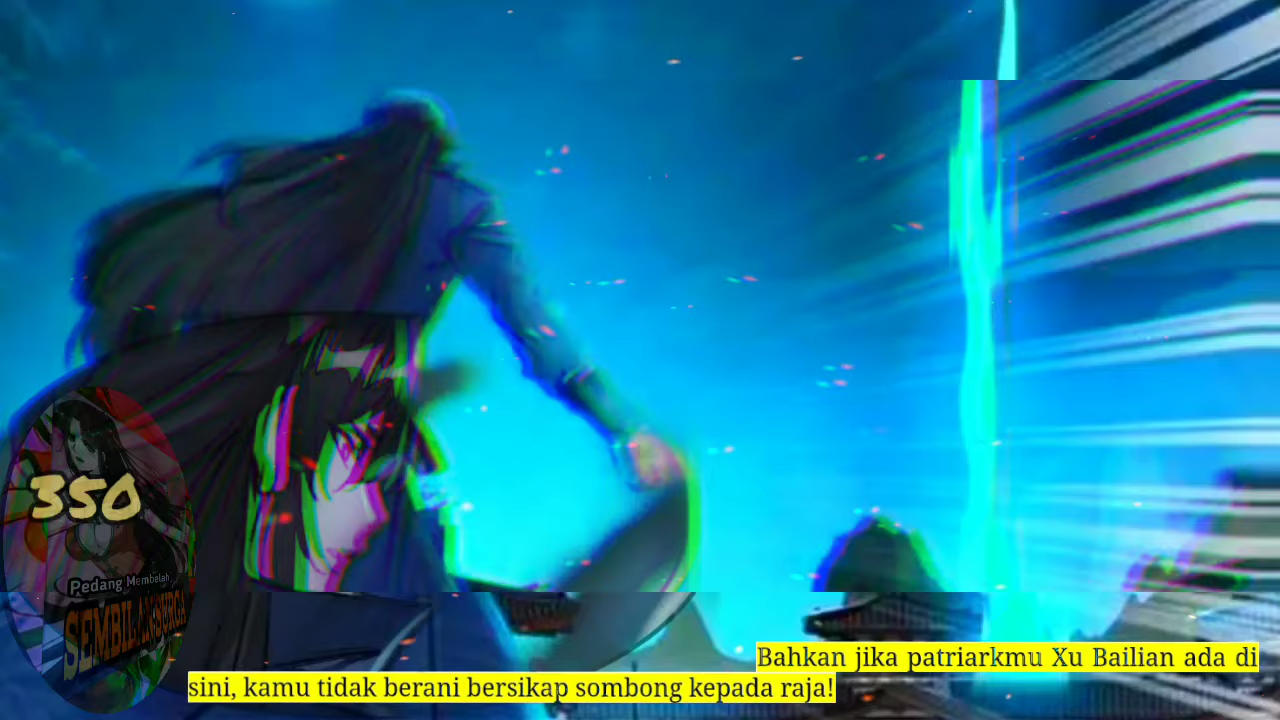 350
Pedang Membelah
SEMBILAN SURGA
Bahkan jika patriarkmu Xu Bailian ada di
sini, kamu tidak berani bersikap sombong kepada raja!